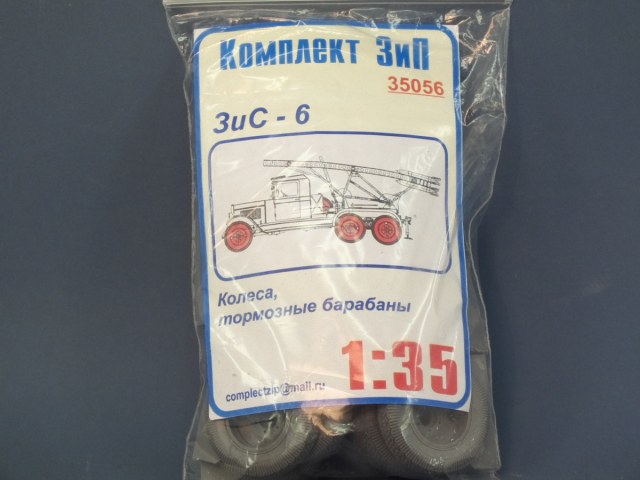 Комплект ЗиП
35056
ЗиС - 6
Колеса,
тормозные барабаны
1:35
complectzip@mail.ru